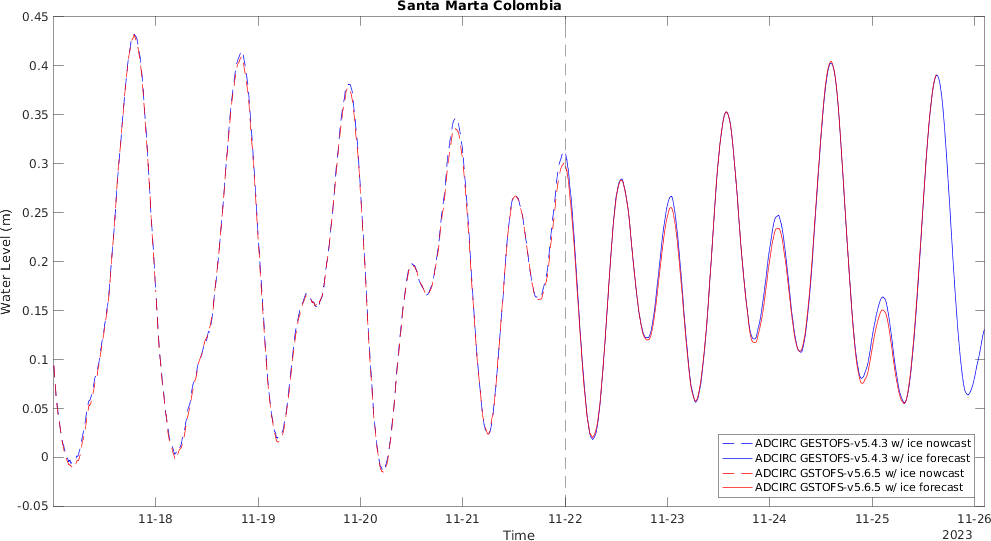 Santa Marta Colombia
0.45
0.4
0.35
0.3
0.25
0.2
0.15
0.1
0.05
0
-0.05
Water Level (m)
ADCIRC GESTOFS-v5.4.3 w/ ice nowcast
ADCIRC GESTOFS-v5.4.3 w/ ice forecast
ADCIRC GSTOFS-v5.6.5 w/ ice nowcast
ADCIRC GSTOFS-v5.6.5 w/ ice forecast
11-18 11-19 11-20 11-21 11-22 11-23 11-24 11-25 11-26
Time
2023